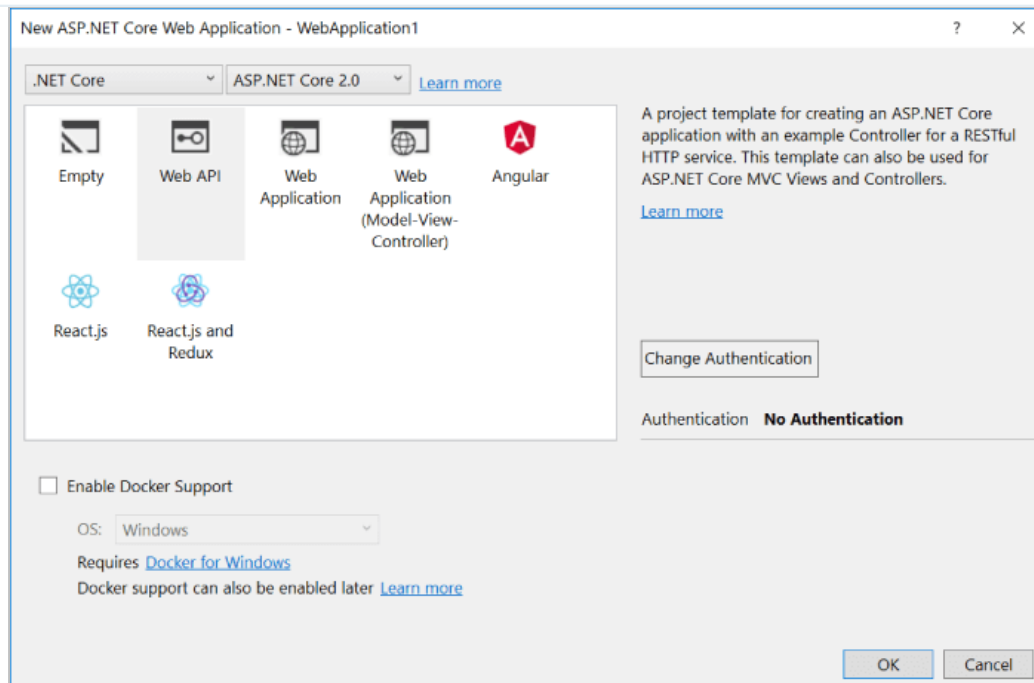 New ASP.NET Core Web Application - WebApplication1
?
.NET Core
ASP.NET Core 2.0
Learn more
Empty
Web API
Web
Application
Web
Application
(Model-View-
Controller)
Angular
React.js
React.js and
Redux
A project template for creating an ASP.NET Core
application with an example Controller for a RESTful
HTTP service. This template can also be used for
ASP.NET Core MVC Views and Controllers.
Learn more
Change Authentication
Authentication No Authentication
Enable Docker Support
OS: Windows
Requires Docker for Windows
Docker support can also be enabled later Learn more
OK
Cancel